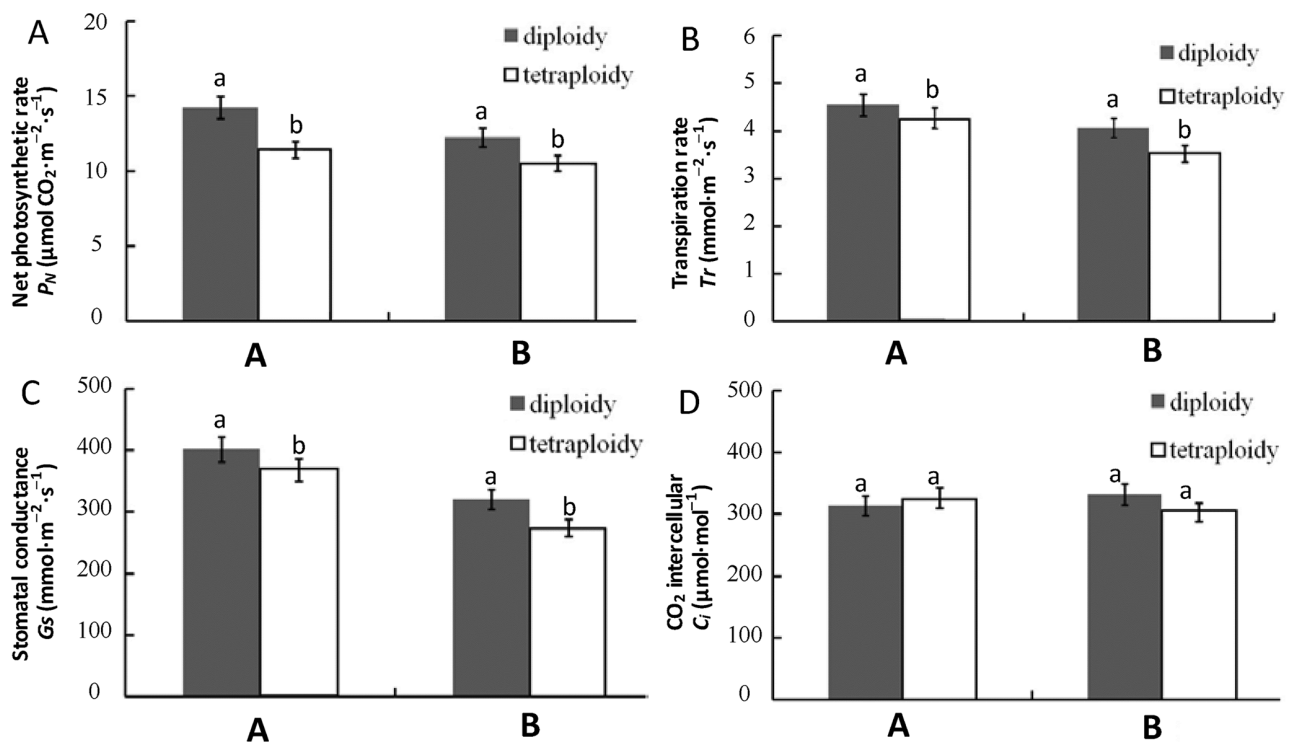 A
Net photosynthetic rate
P_N (μmol CO₂·m⁻²·s⁻¹)
20
15
10
5
0
diploidy
tetraploidy
a
b
a
b
A
B
B
Transpiration rate
Tr (mmol·m⁻²·s⁻¹)
6
5
4
3
2
1
0
diploidy
tetraploidy
a
b
a
b
A
B
C
Stomatal conductance
Gs (mmol·m⁻²·s⁻¹)
500
400
300
200
100
0
diploidy
tetraploidy
a
b
a
b
A
B
D
CO₂ intercellular
C_i (μmol·mol⁻¹)
500
400
300
200
100
0
diploidy
tetraploidy
a
a
a
a
A
B